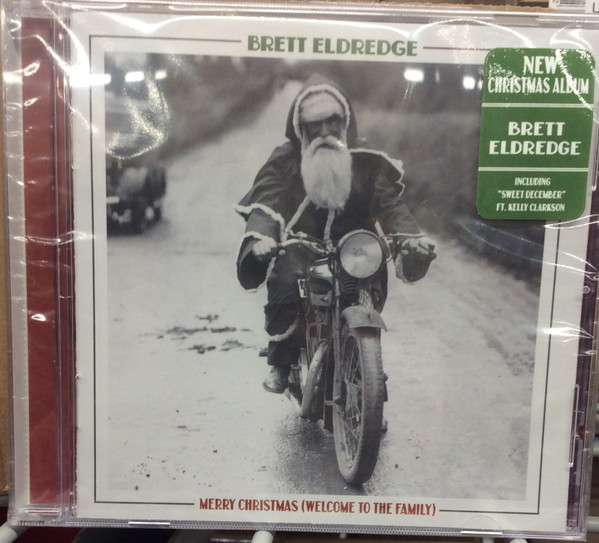 BRETT ELDREDGE
NEW
CHRISTMAS ALBUM
BRETT
ELDREDGE
INCLUDING
"SWEET DECEMBER"
FT. KELLY CLARKSON
MERRY CHRISTMAS (WELCOME TO THE FAMILY)